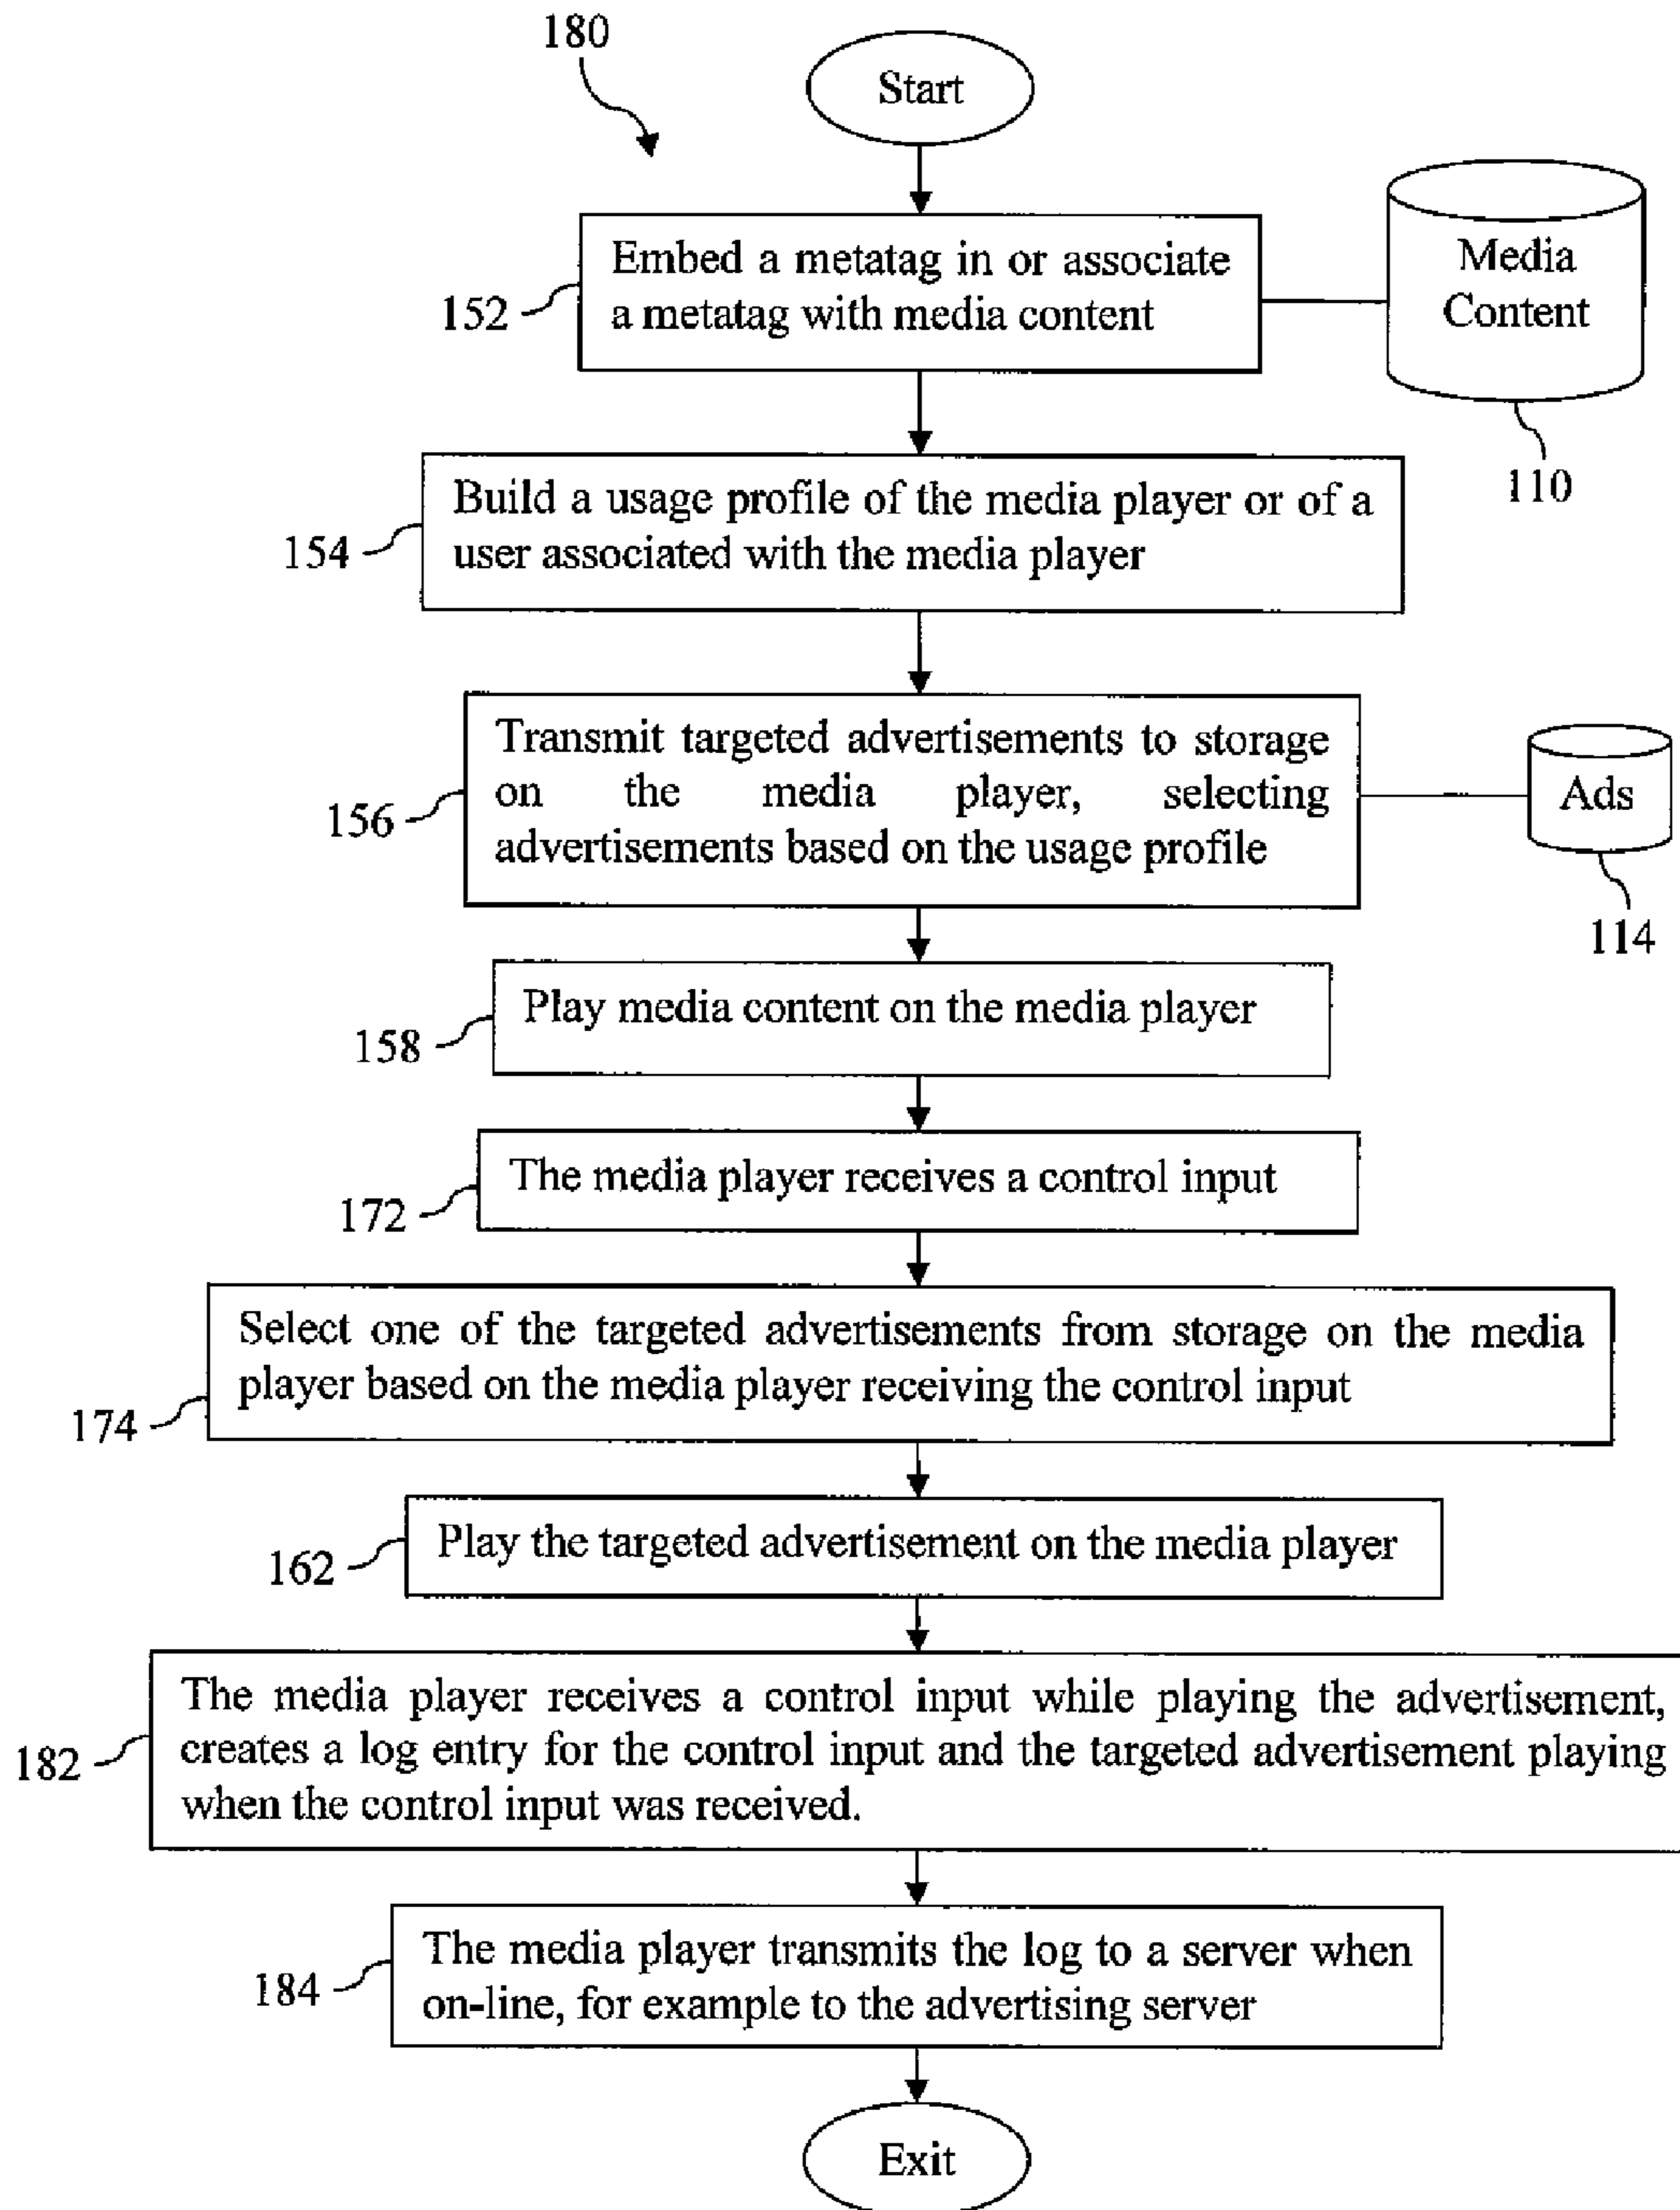 180
Start
Embed a metatag in or associate
a metatag with media content
152
Media
Content
110
Build a usage profile of the media player or of a
user associated with the media player
154
Transmit targeted advertisements to storage
on the media player, selecting
advertisements based on the usage profile
156
Ads
114
Play media content on the media player
158
The media player receives a control input
172
Select one of the targeted advertisements from storage on the media
player based on the media player receiving the control input
174
Play the targeted advertisement on the media player
162
The media player receives a control input while playing the advertisement,
creates a log entry for the control input and the targeted advertisement playing
when the control input was received.
182
The media player transmits the log to a server when
on-line, for example to the advertising server
184
Exit